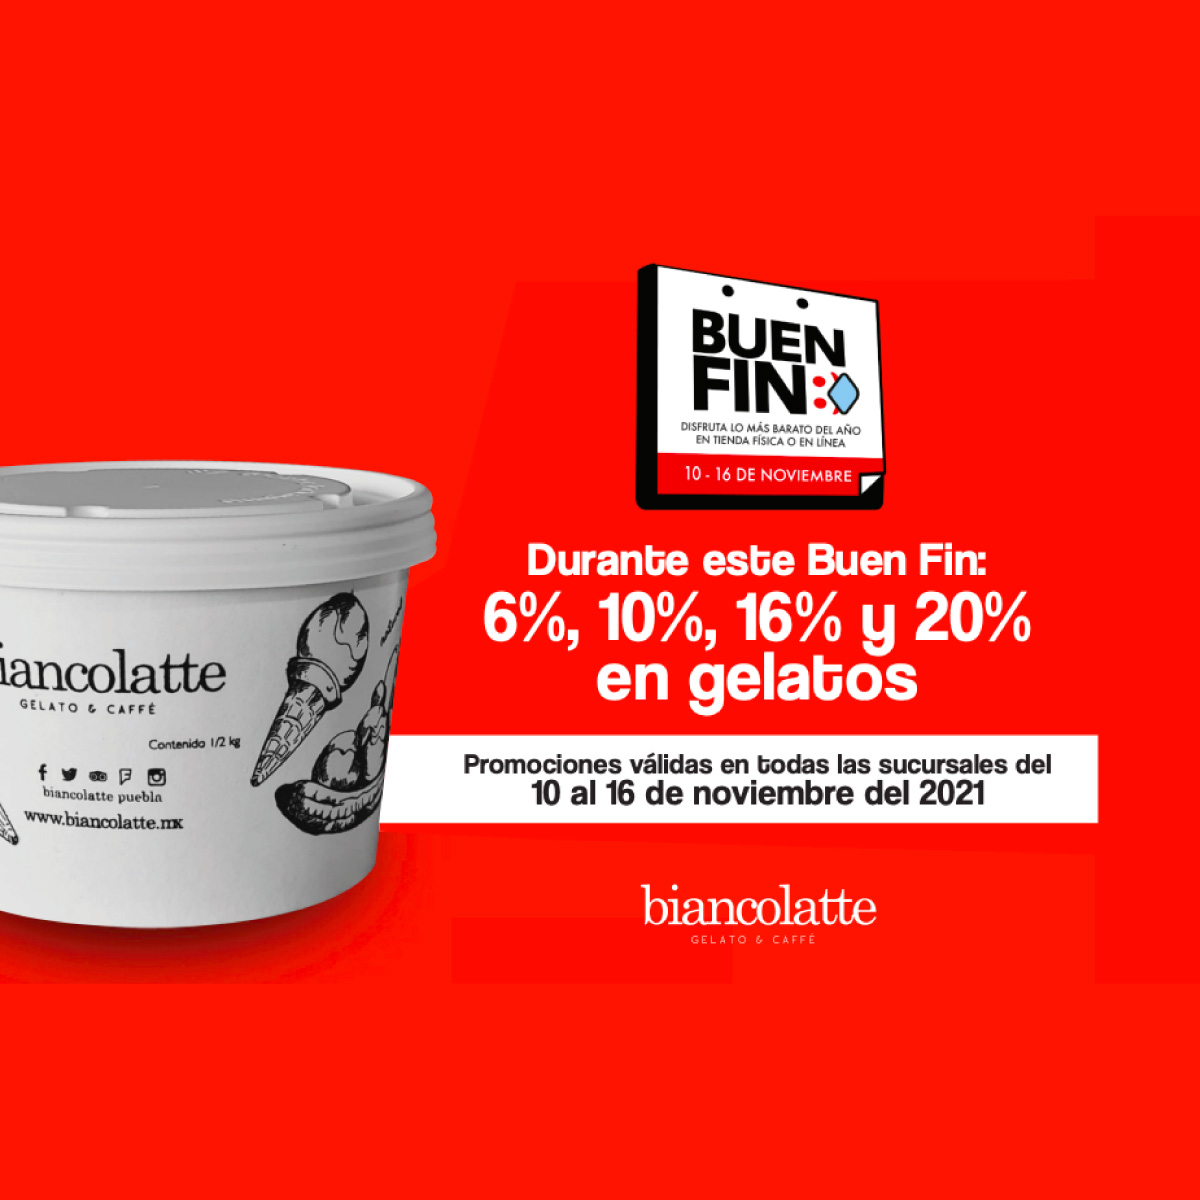 BUEN
FIN:
DISFRUTA LO MÁS BARATO DEL AÑO
EN TIENDA FÍSICA O EN LÍNEA
10 - 16 DE NOVIEMBRE
Durante este Buen Fin:
6%, 10%, 16% y 20%
en gelatos
Promociones válidas en todas las sucursales del
10 al 16 de noviembre del 2021
biancolatte
GELATO & CAFFÉ
iancolatte
GELATO & CAFFÉ
Contenido 1/2 kg
biancolatte puebla
www.biancolatte.mx